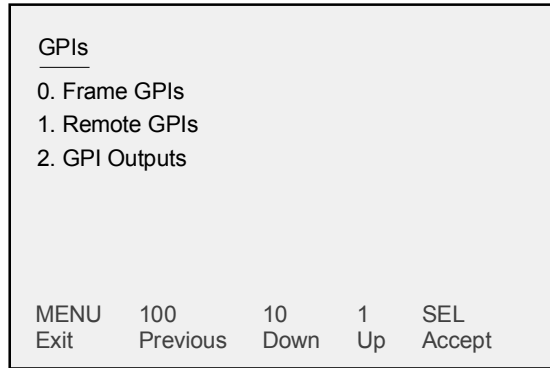 GPIs
0. Frame GPIs
1. Remote GPIs
2. GPI Outputs
MENU 100 10 1 SEL
Exit Previous Down Up Accept